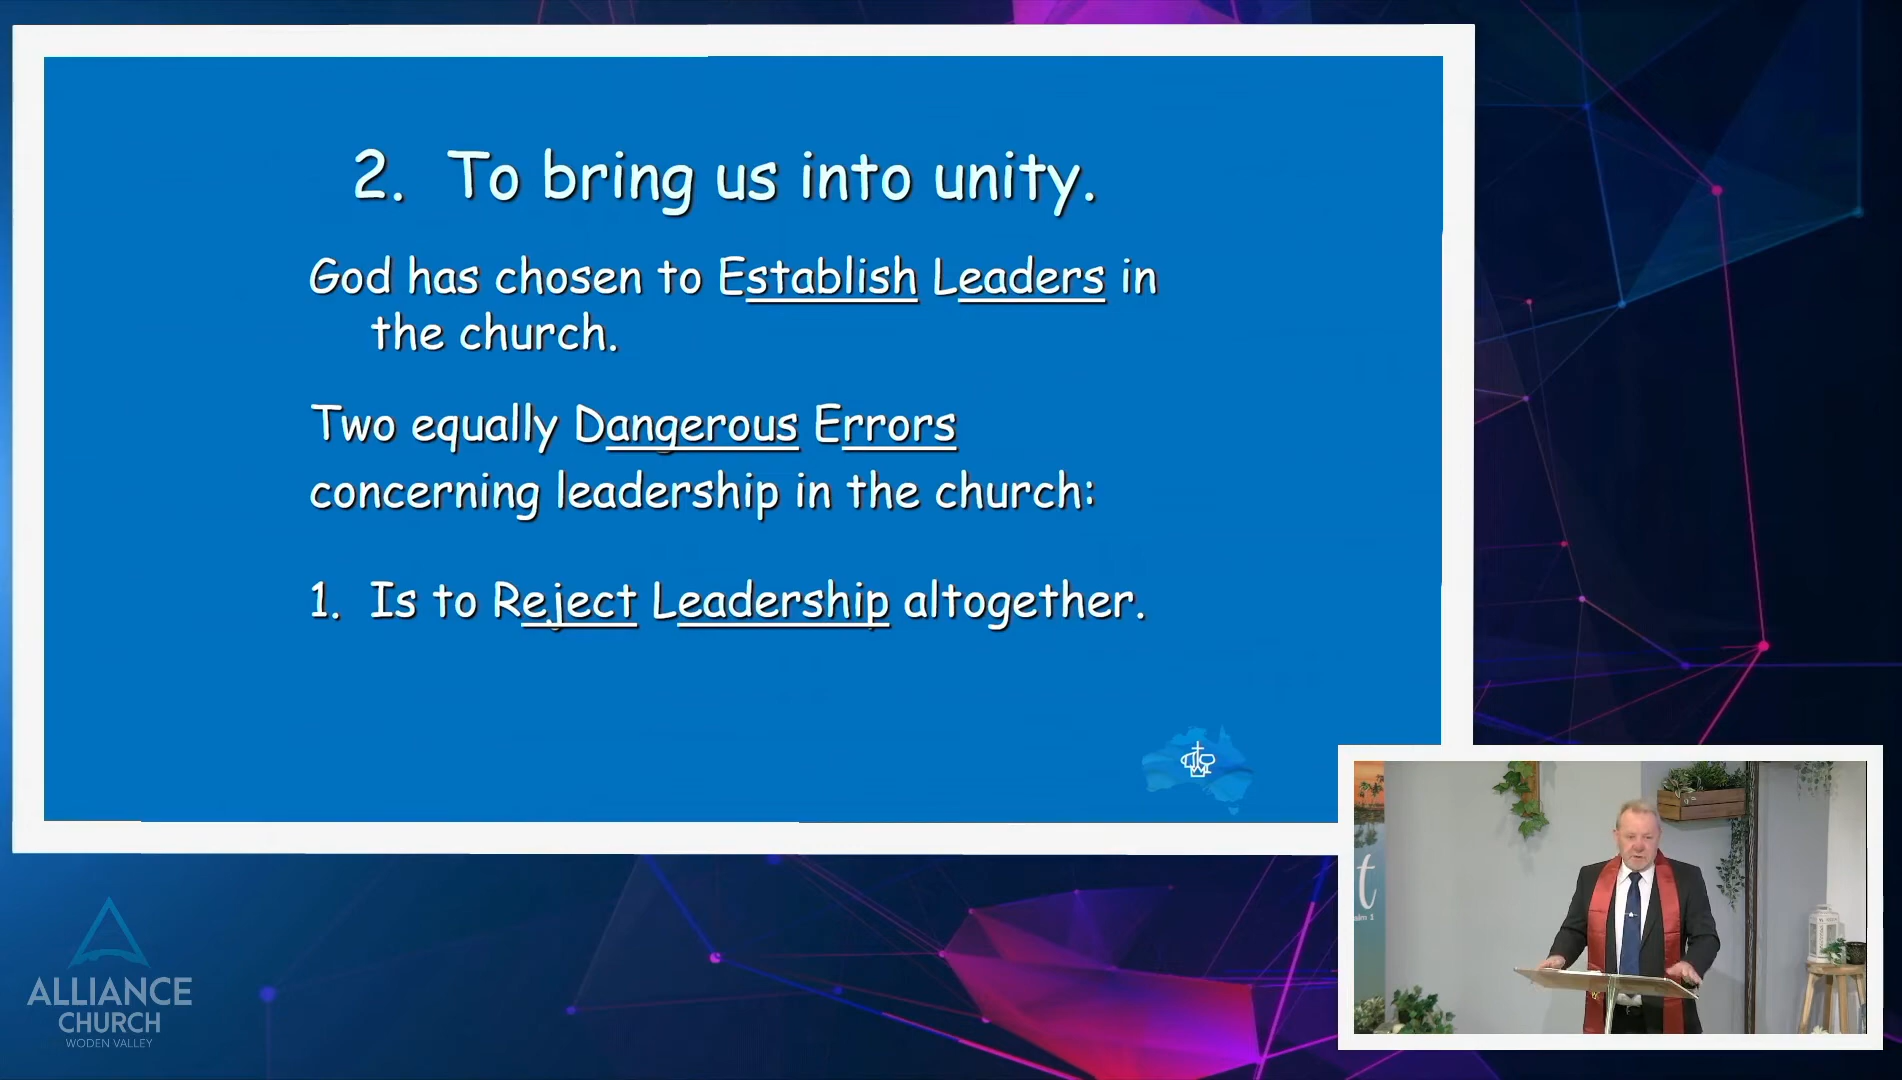 2. To bring us into unity.
God has chosen to Establish Leaders in
the church.
Two equally Dangerous Errors
concerning leadership in the church:
1. Is to Reject Leadership altogether.
ALLIANCE
CHURCH
WODEN VALLEY
t